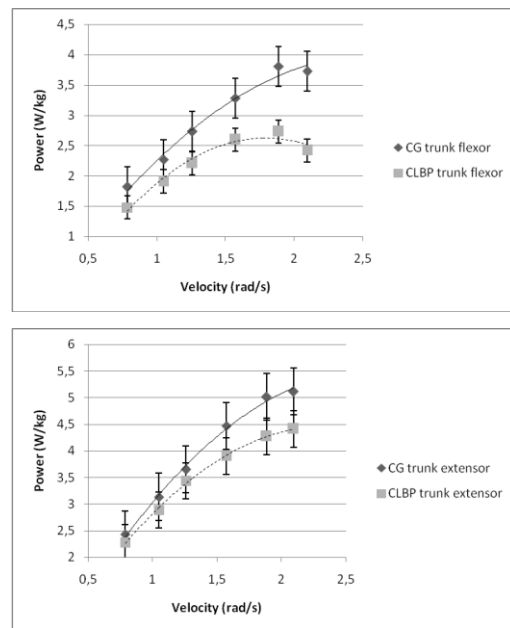 4,5
4
3,5
3
2,5
2
1,5
1
Power (W/kg)
0,5 1 1,5 2 2,5
Velocity (rad/s)
CG trunk flexor
CLBP trunk flexor
6
5,5
5
4,5
4
3,5
3
2,5
2
Power (W/kg)
0,5 1 1,5 2 2,5
Velocity (rad/s)
CG trunk extensor
CLBP trunk extensor